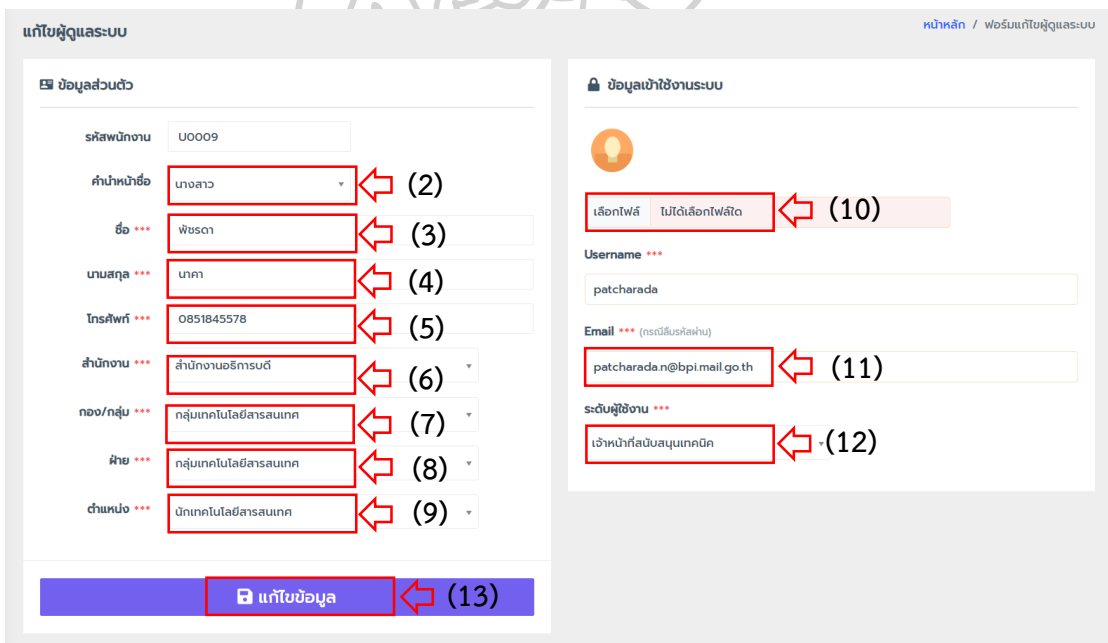 แก้ไขผู้ดูแลระบบ
หน้าหลัก / ฟอร์มแก้ไขผู้ดูแลระบบ
ข้อมูลส่วนตัว
รหัสพนักงาน U0009
คำนำหน้าชื่อ นางสาว (2)
ชื่อ *** พัชรดา (3)
นามสกุล *** นาคา (4)
โทรศัพท์ *** 0851845578 (5)
สำนักงาน *** สำนักงานอธิการบดี (6)
กอง/กลุ่ม *** กลุ่มเทคโนโลยีสารสนเทศ (7)
ฝ่าย *** กลุ่มเทคโนโลยีสารสนเทศ (8)
ตำแหน่ง *** นักเทคโนโลยีสารสนเทศ (9)
แก้ไขข้อมูล (13)
ข้อมูลเข้าใช้งานระบบ
เลือกไฟล์ ไม่ได้เลือกไฟล์ใด (10)
Username ***
patcharada
Email *** (กรณีลืมรหัสผ่าน)
patcharada.n@bpi.mail.go.th (11)
ระดับผู้ใช้งาน ***
เจ้าหน้าที่สนับสนุนเทคนิค (12)